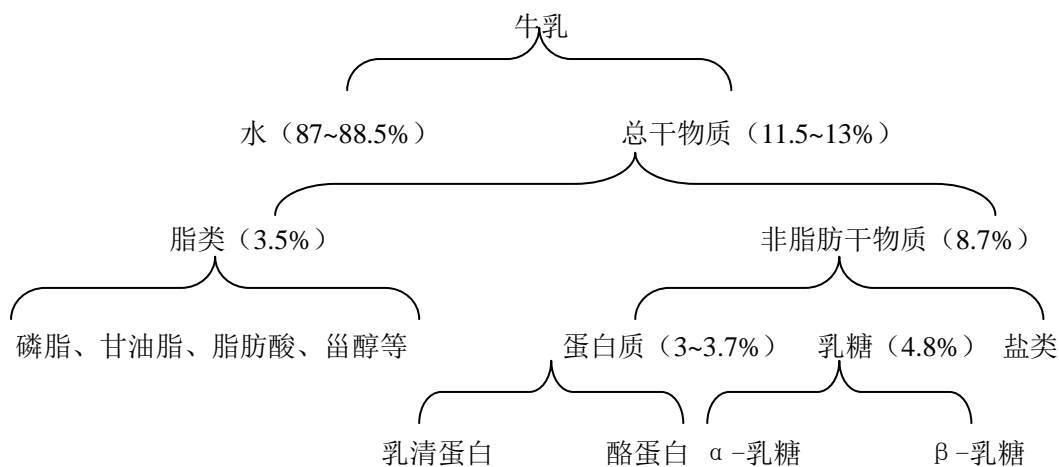 牛乳
水（87~88.5%） 总干物质（11.5~13%）
脂类（3.5%） 非脂肪干物质（8.7%）
磷脂、甘油脂、脂肪酸、甾醇等 蛋白质（3~3.7%） 乳糖（4.8%） 盐类
乳清蛋白 酪蛋白 α-乳糖 β-乳糖